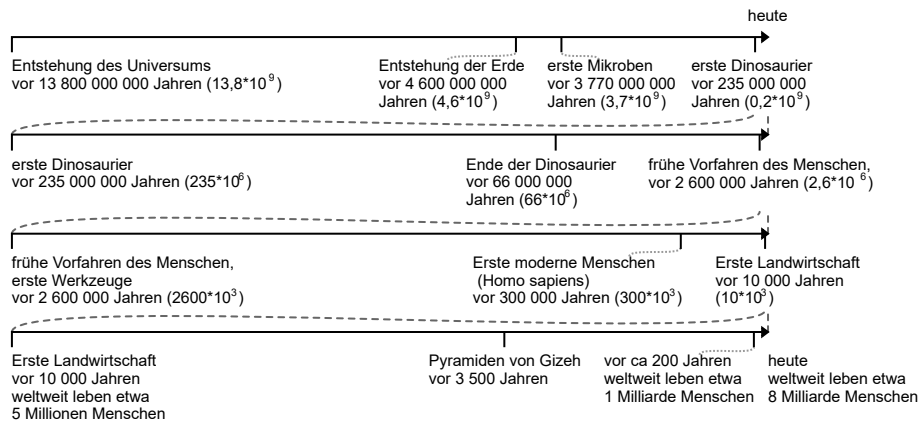 heute
Entstehung des Universums
vor 13 800 000 000 Jahren (13,8*10⁹)
Entstehung der Erde
vor 4 600 000 000
Jahren (4,6*10⁹)
erste Mikroben
vor 3 770 000 000
Jahren (3,7*10⁹)
erste Dinosaurier
vor 235 000 000
Jahren (0,2*10⁹)
erste Dinosaurier
vor 235 000 000 Jahren (235*10⁶)
Ende der Dinosaurier
vor 66 000 000
Jahren (66*10⁶)
frühe Vorfahren des Menschen,
vor 2 600 000 Jahren (2,6*10⁶)
frühe Vorfahren des Menschen,
erste Werkzeuge
vor 2 600 000 Jahren (2600*10³)
Erste moderne Menschen
(Homo sapiens)
vor 300 000 Jahren (300*10³)
Erste Landwirtschaft
vor 10 000 Jahren
(10*10³)
Erste Landwirtschaft
vor 10 000 Jahren
weltweit leben etwa
5 Millionen Menschen
Pyramiden von Gizeh
vor 3 500 Jahren
vor ca 200 Jahren
weltweit leben etwa
1 Milliarde Menschen
heute
weltweit leben etwa
8 Milliarde Menschen